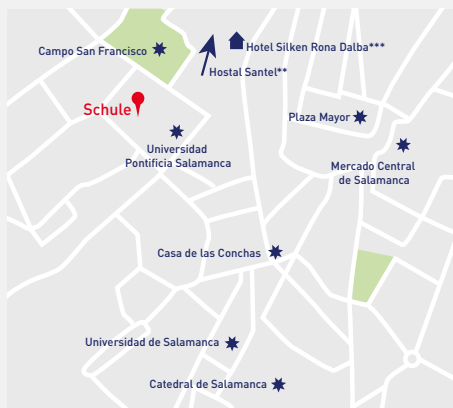 Campo San Francisco
Hotel Silken Rona Dalba***
Hostal Santel**
Schule
Plaza Mayor
Universidad
Pontificia Salamanca
Mercado Central
de Salamanca
Casa de las Conchas
Universidad de Salamanca
Catedral de Salamanca